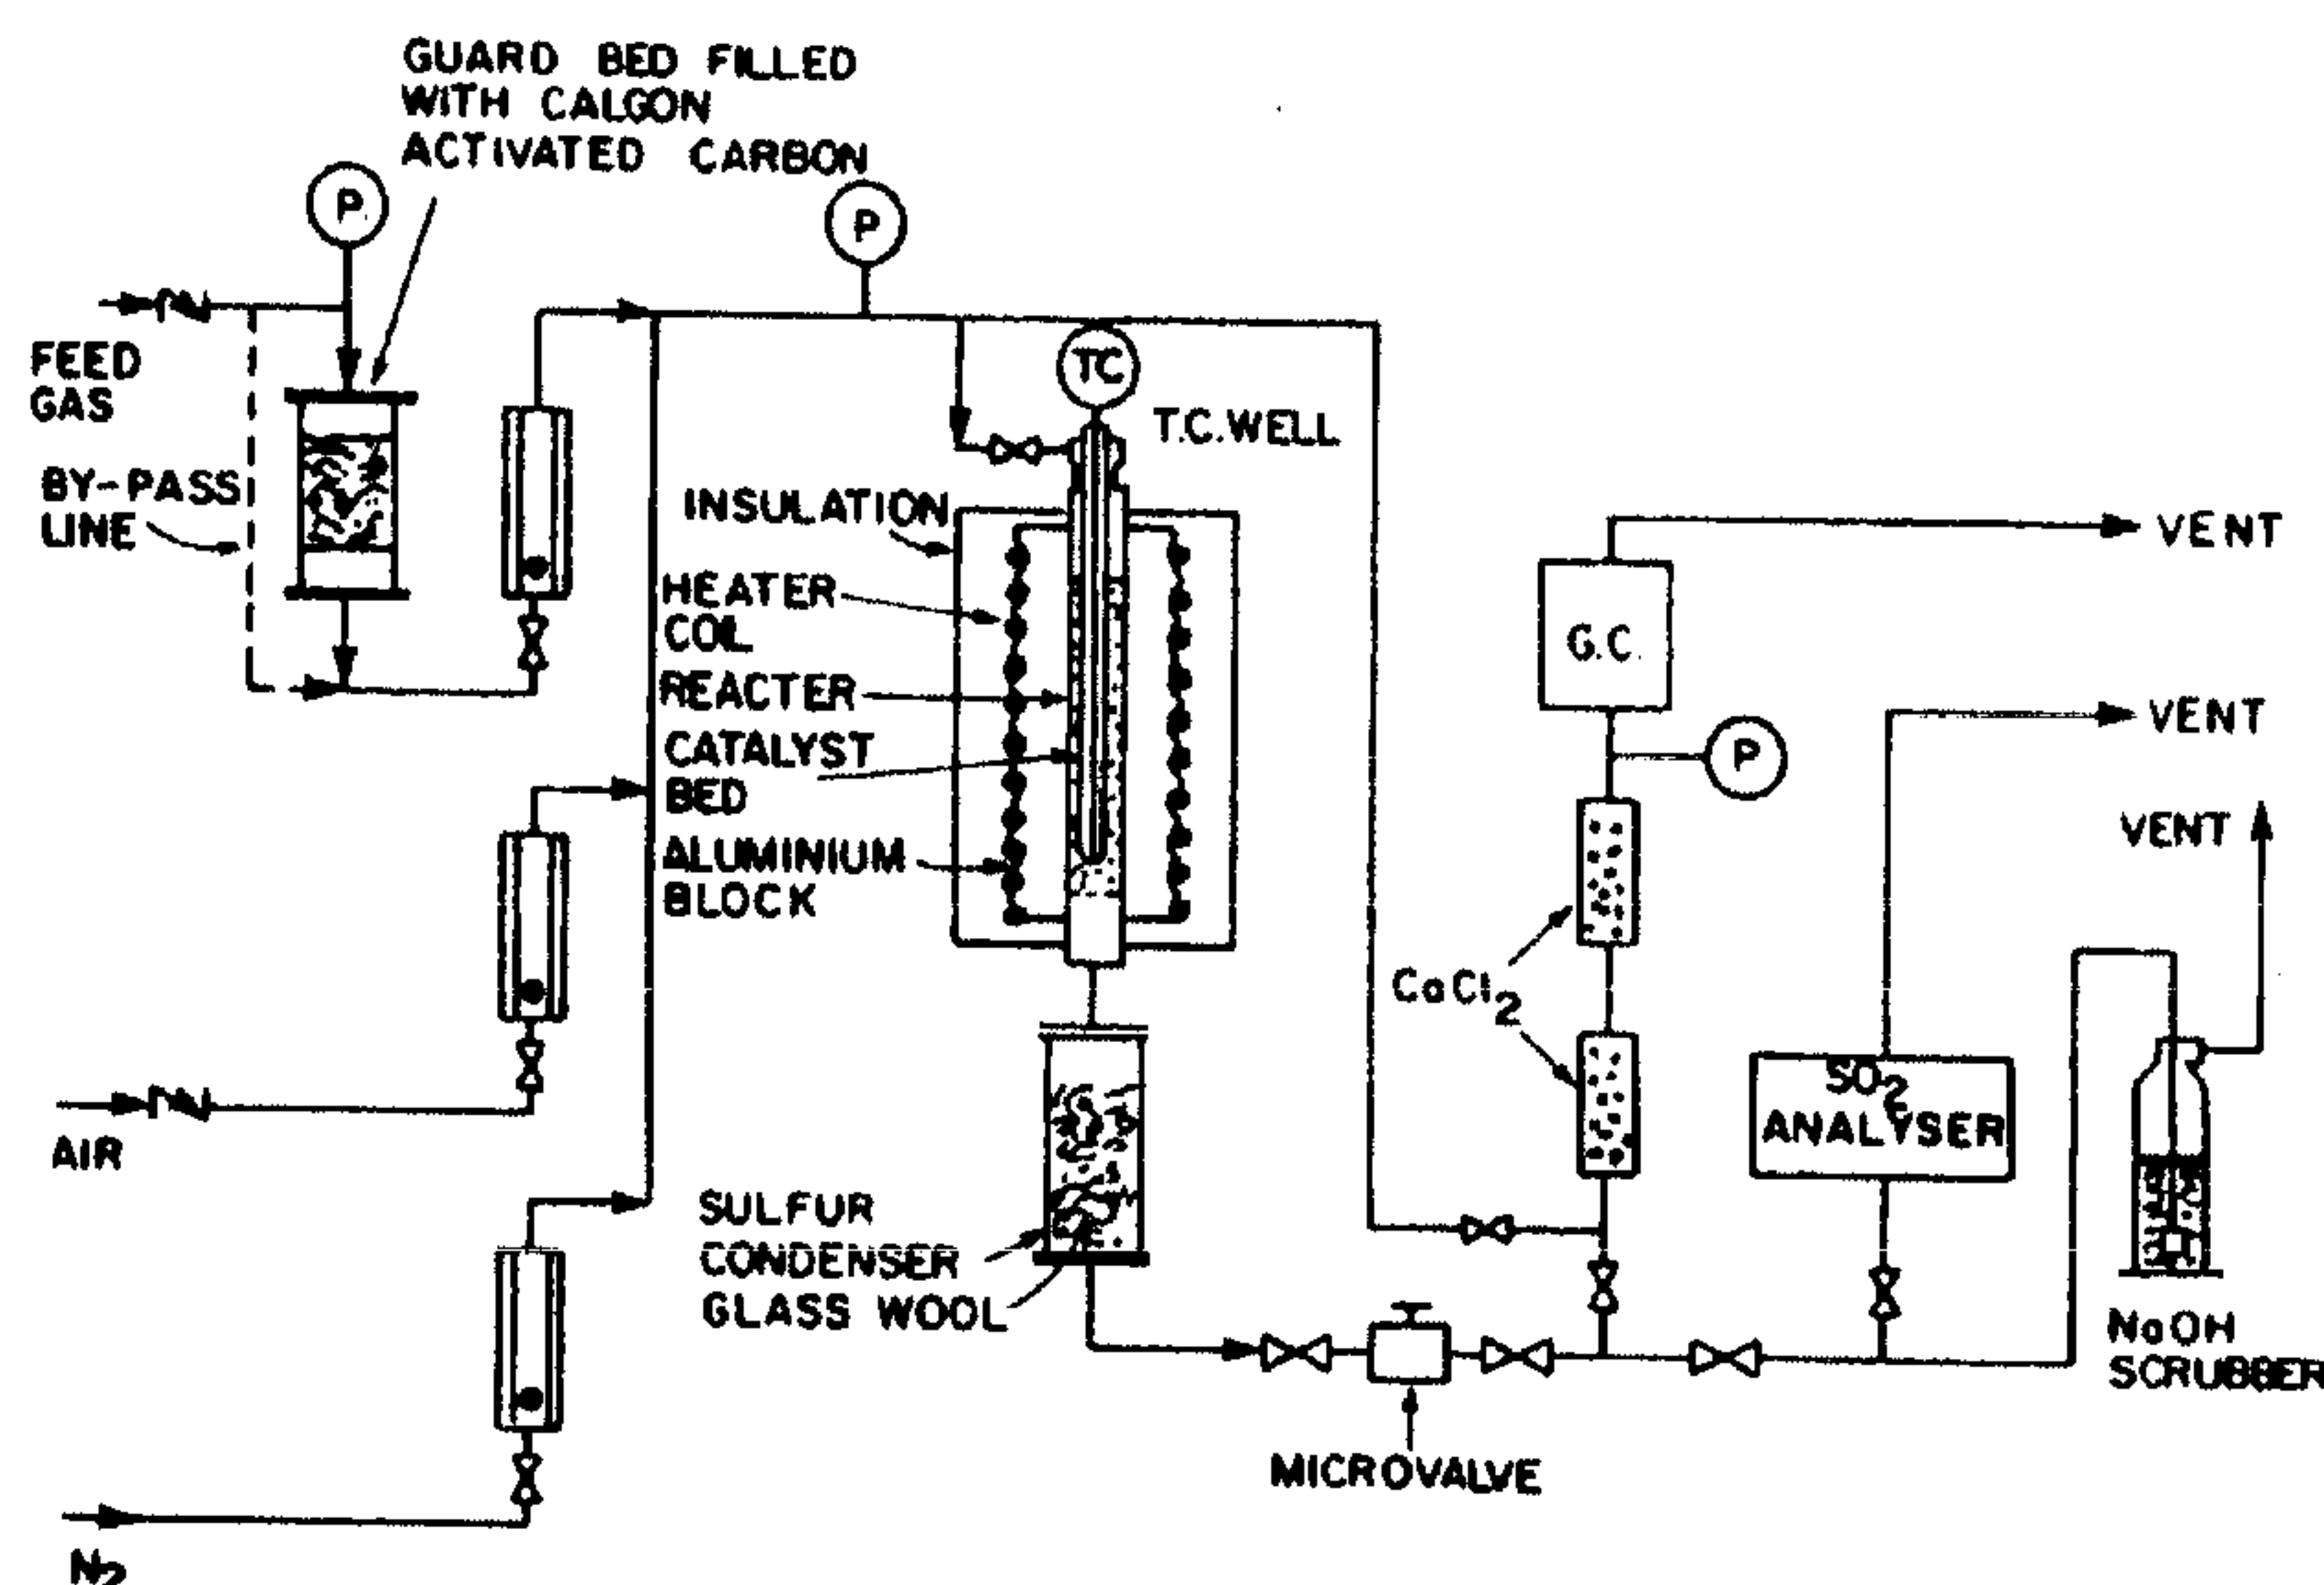 GUARD BED FILLED
WITH CALGON
ACTIVATED CARBON
P
P
FEED
GAS
TC
T.C.WELL
BY-PASS
LINE
INSULATION
HEATER
COIL
REACTER
CATALYST
BED
ALUMINIUM
BLOCK
G.C.
VENT
P
VENT
VENT
CaCl2
SO2
ANALYSER
AIR
SULFUR
CONDENSER
GLASS WOOL
NaOH
SCRUBBER
MICROVALVE
N2